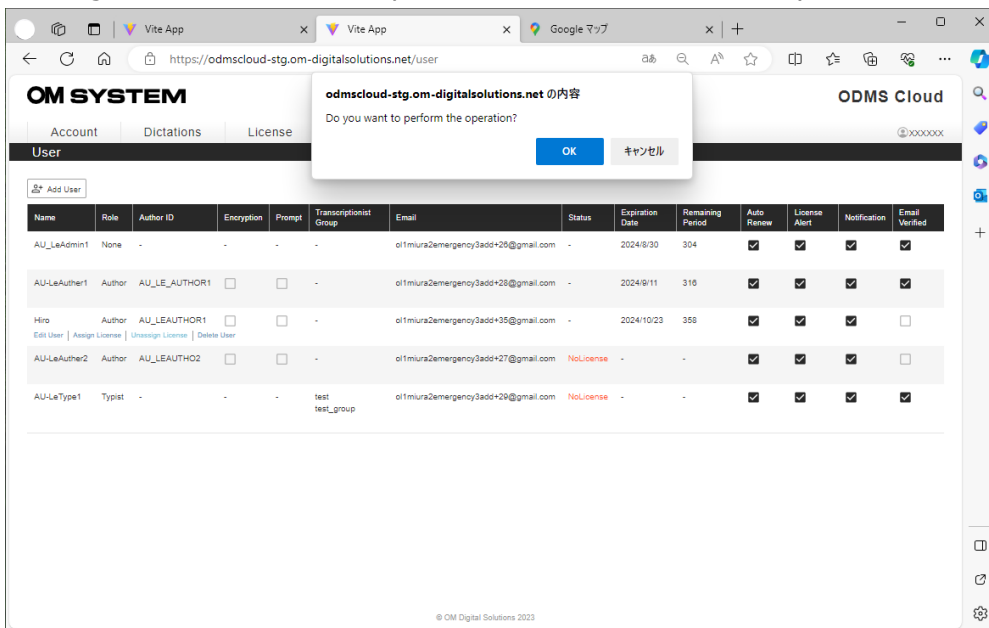 Vite App
Vite App
Google マップ
https://odmscloud-stg.om-digitalsolutions.net/user
aあ
OM SYSTEM
ODMS Cloud
odmscloud-stg.om-digitalsolutions.net の内容
Do you want to perform the operation?
OK キャンセル
Account Dictations License
xxxxxx
User
Add User
Name Role Author ID Encryption Prompt Transcriptionist Group Email Status Expiration Date Remaining Period Auto Renew License Alert Notification Email Verified
AU_LeAdmin1 None - - - - ol1miura2emergency3add+26@gmail.com - 2024/8/30 304
AU-LeAuther1 Author AU_LE_AUTHOR1 - ol1miura2emergency3add+28@gmail.com - 2024/9/11 316
Hiro Author AU_LEAUTHOR1 - ol1miura2emergency3add+35@gmail.com - 2024/10/23 358
Edit User | Assign License | Unassign License | Delete User
AU-LeAuther2 Author AU_LEAUTHO2 - ol1miura2emergency3add+27@gmail.com NoLicense - -
AU-LeType1 Typist - - - test ol1miura2emergency3add+29@gmail.com NoLicense - -
test_group
© OM Digital Solutions 2023